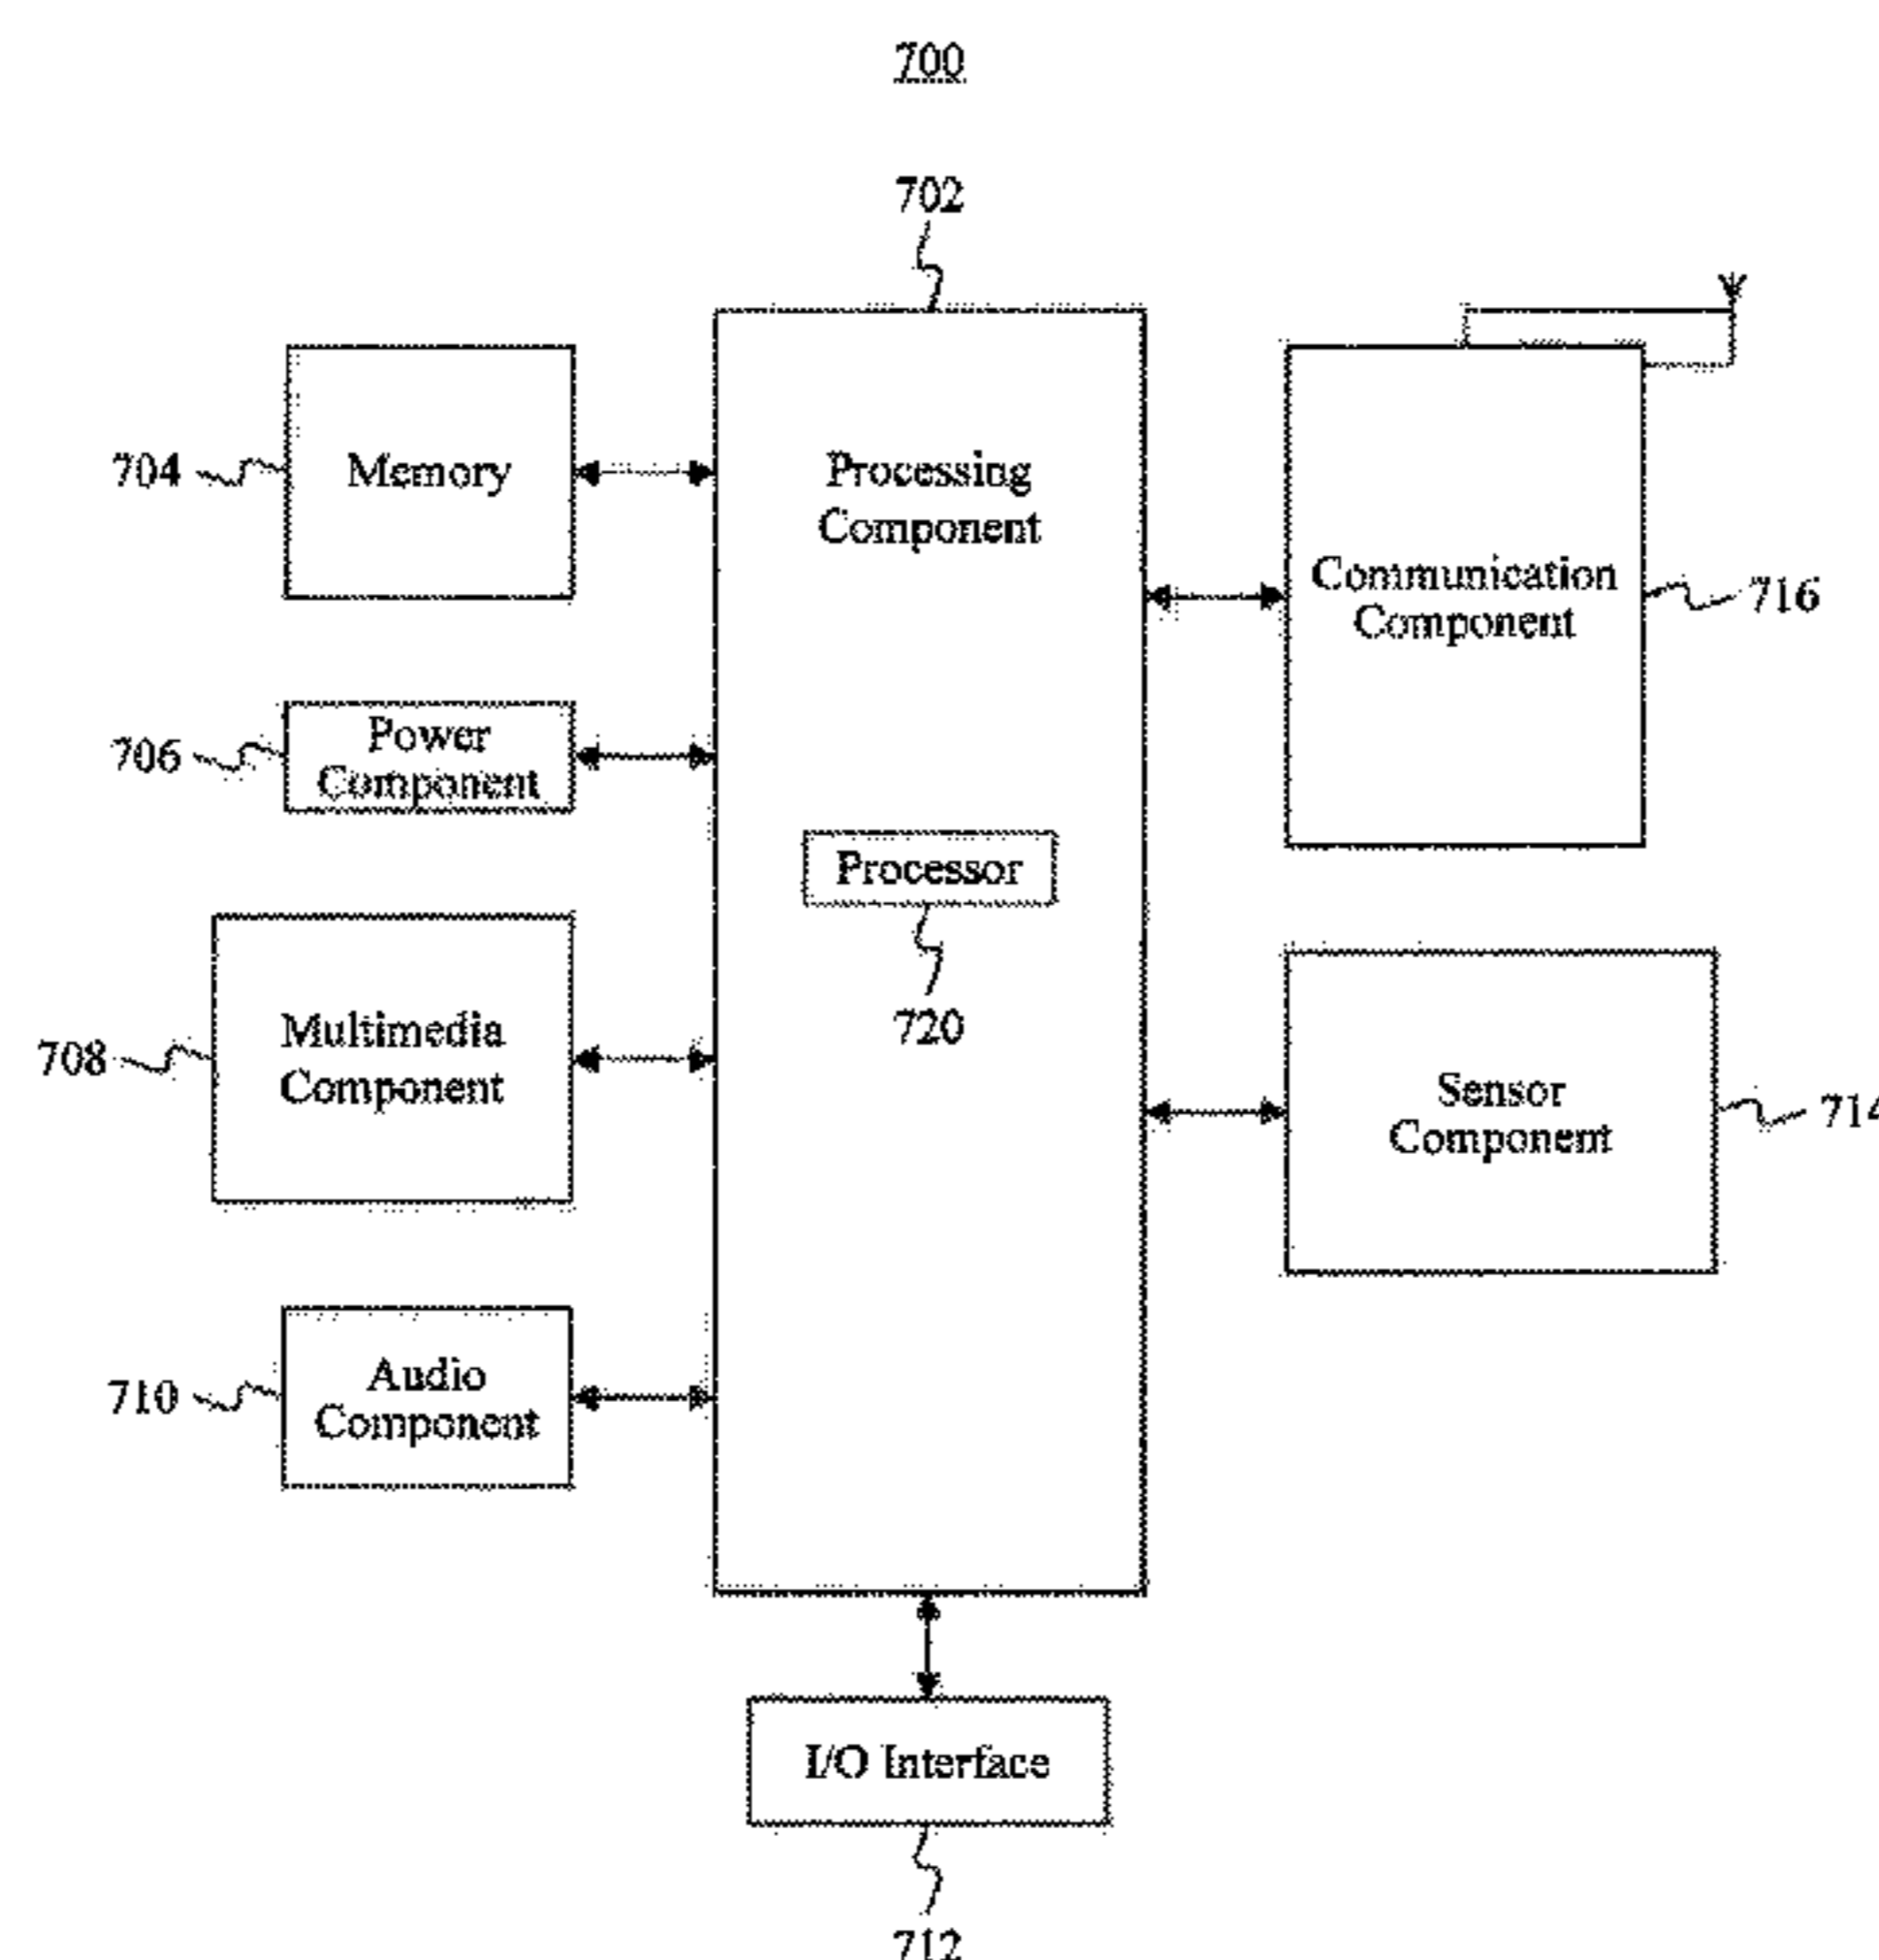 700
702
704
Memory
Processing
Component
Communication
Component
716
706
Power
Component
Processor
720
708
Multimedia
Component
Sensor
Component
714
710
Audio
Component
I/O Interface
712